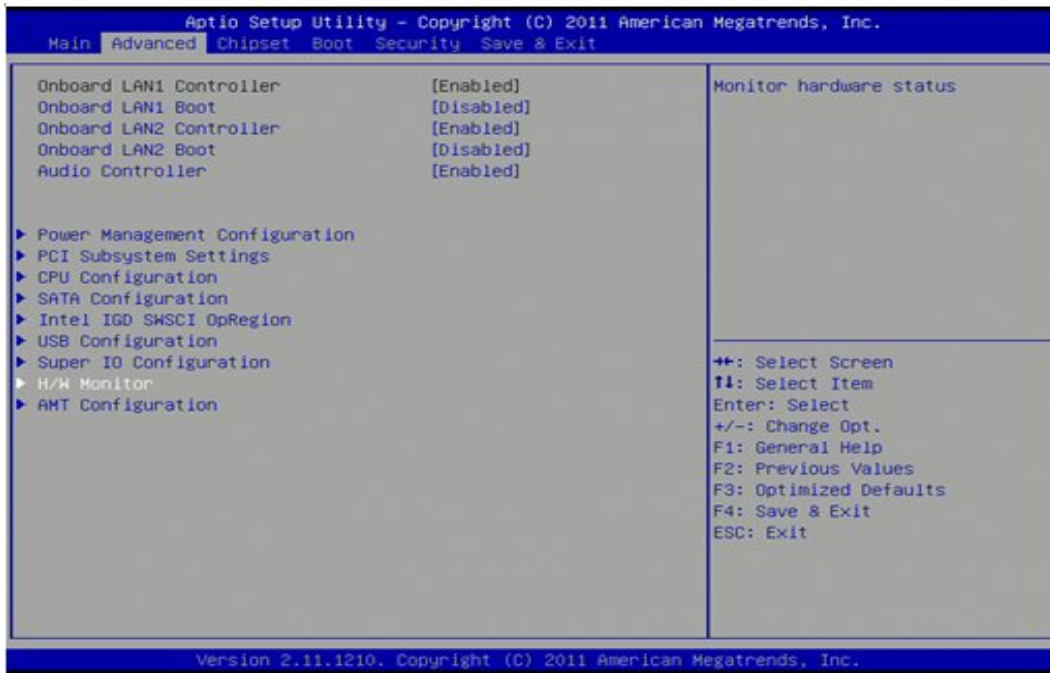 Aptio Setup Utility – Copyright (C) 2011 American Megatrends, Inc.
Main Advanced Chipset Boot Security Save & Exit
Onboard LAN1 Controller [Enabled]
Onboard LAN1 Boot [Disabled]
Onboard LAN2 Controller [Enabled]
Onboard LAN2 Boot [Disabled]
Audio Controller [Enabled]
► Power Management Configuration
► PCI Subsystem Settings
► CPU Configuration
► SATA Configuration
► Intel IGD SWSCI OpRegion
► USB Configuration
► Super IO Configuration
► H/W Monitor
► AMT Configuration
Monitor hardware status
→←: Select Screen
↑↓: Select Item
Enter: Select
+/-: Change Opt.
F1: General Help
F2: Previous Values
F3: Optimized Defaults
F4: Save & Exit
ESC: Exit
Version 2.11.1210. Copyright (C) 2011 American Megatrends, Inc.